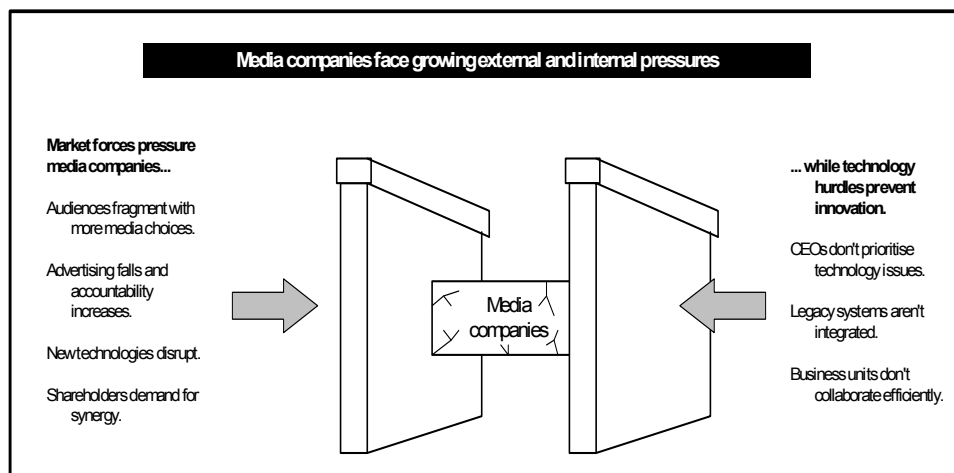 Media companies face growing external and internal pressures
Market forces pressure
media companies...
Audiences fragment with
more media choices.
Advertising falls and
accountability
increases.
New technologies disrupt.
Shareholders demand for
synergy.
Media
companies
... while technology
hurdles prevent
innovation.
CEOs don't prioritise
technology issues.
Legacy systems aren't
integrated.
Business units don't
collaborate efficiently.